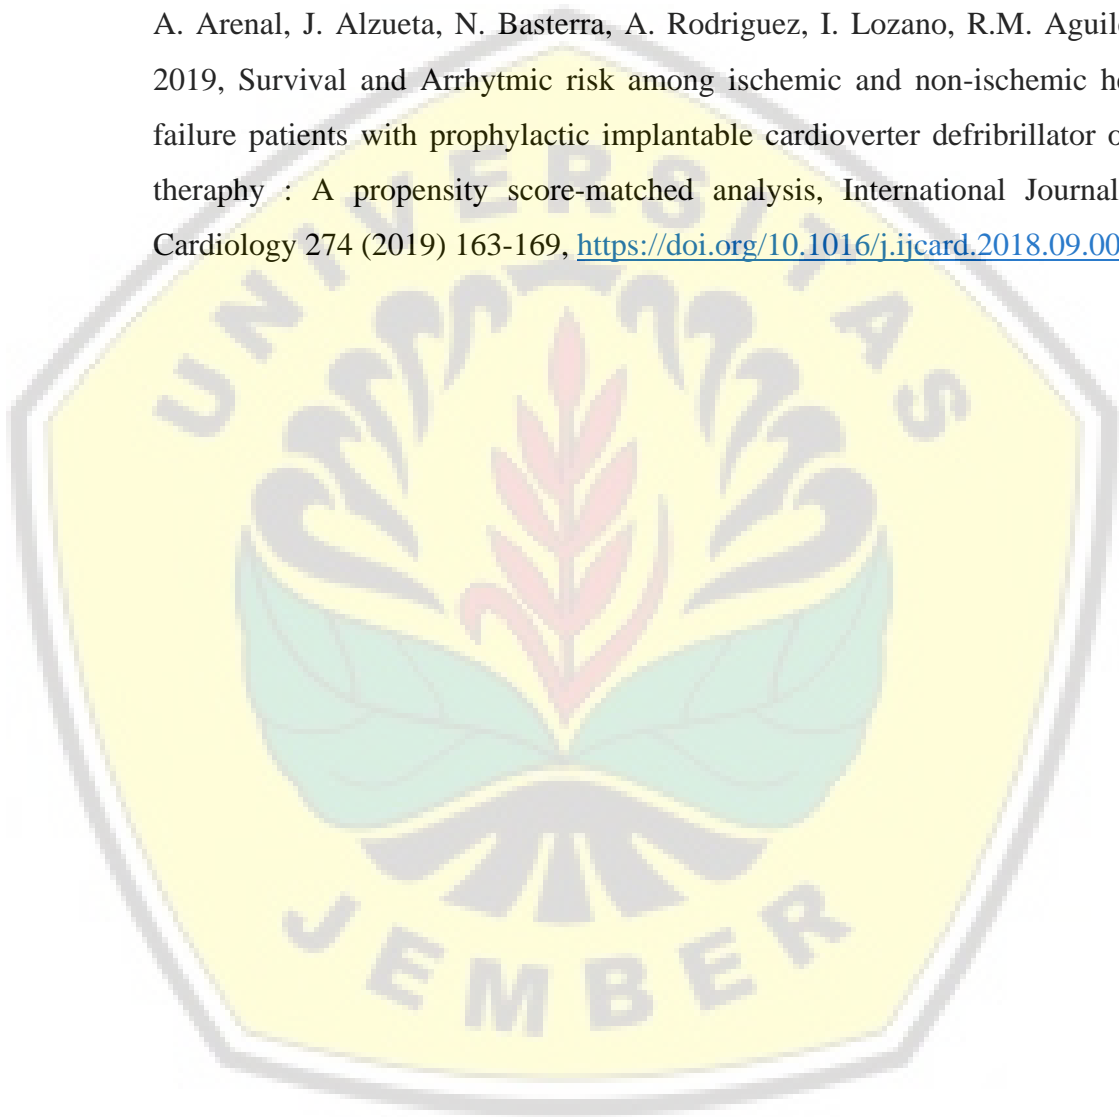 A. Arenal, J. Alzueta, N. Basterra, A. Rodriguez, I. Lozano, R.M.
2019, Survival and Arrhytmic risk among ischemic and non-ischemic
failure patients with prophylactic implantable cardioverter defribrillator
theraphy : A propensity score-matched analysis, International Journal
Cardiology 274 (2019) 163-169, https://doi.org/10.1016/j.ijcard.2018.09.00
UNIVERSITAS
JEMBER